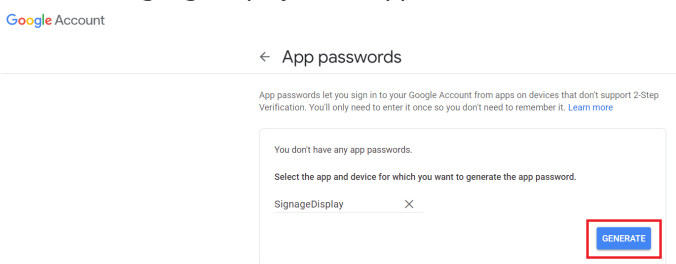 Google Account
← App passwords
App passwords let you sign in to your Google Account from apps on devices that don't support 2-Step
Verification. You'll only need to enter it once so you don't need to remember it. Learn more
You don't have any app passwords.
Select the app and device for which you want to generate the app password.
SignageDisplay
GENERATE